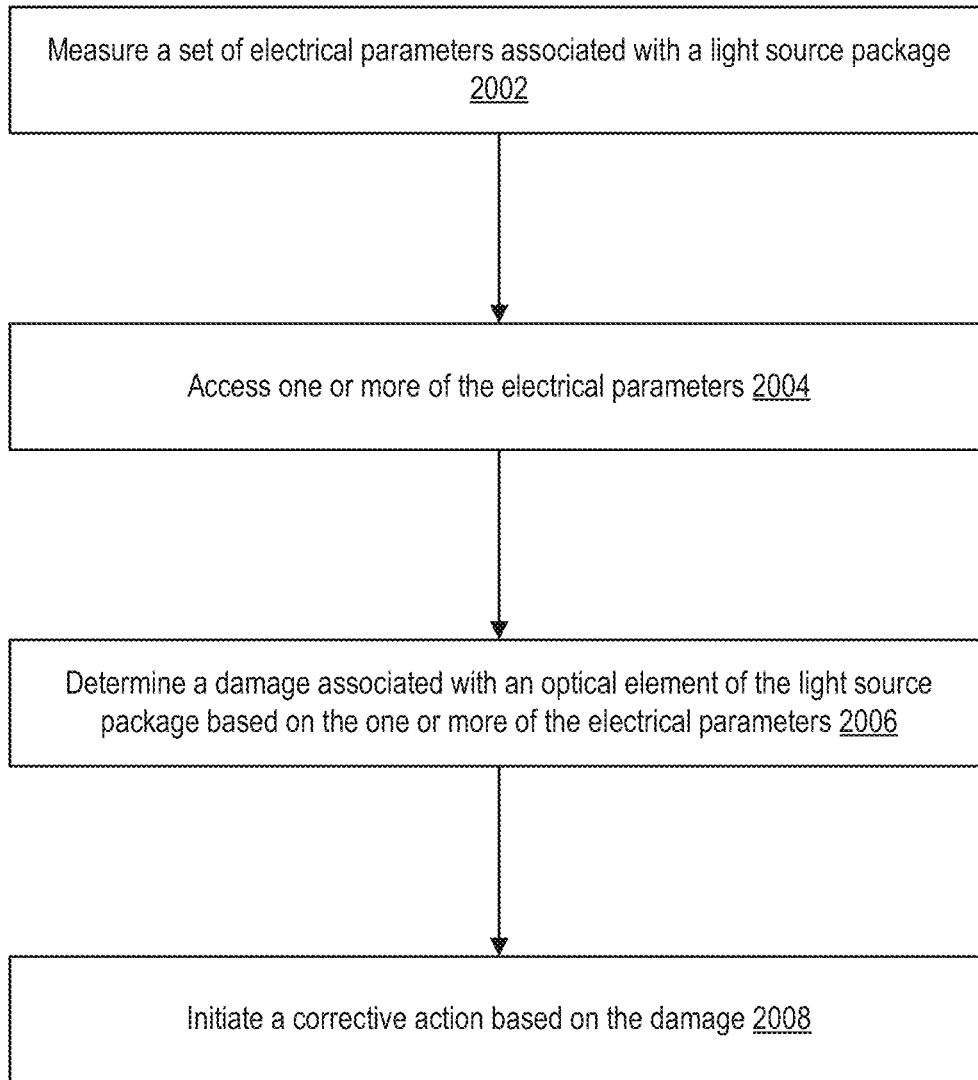 Measure a set of electrical parameters associated with a light source package
2002
Access one or more of the electrical parameters 2004
Determine a damage associated with an optical element of the light source
package based on the one or more of the electrical parameters 2006
Initiate a corrective action based on the damage 2008